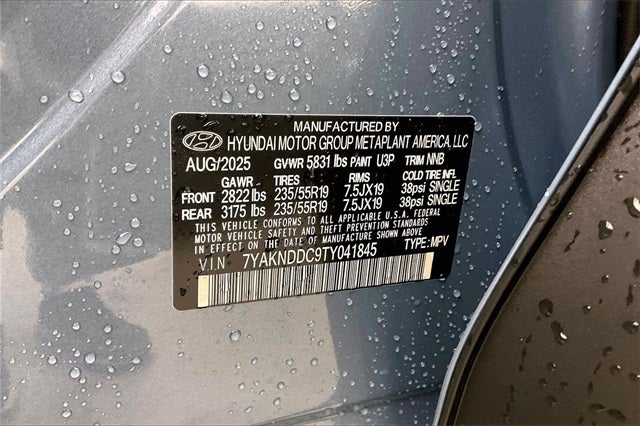 MANUFACTURED BY
HYUNDAI MOTOR GROUP METAPLANT AMERICA, LLC
AUG/2025 GVWR 5831 lbs PAINT U3P TRIM NNB
GAWR TIRES RIMS COLD TIRE INFL
FRONT 2822 lbs 235/55R19 7.5JX19 38psi SINGLE
REAR 3175 lbs 235/55R19 7.5JX19 38psi SINGLE
THIS VEHICLE CONFORMS TO ALL APPLICABLE U.S.A. FEDERAL
MOTOR VEHICLE SAFETY AND THEFT PREVENTION STANDARDS
IN EFFECT ON THE DATE OF MANUFACTURE SHOWN ABOVE
V.I.N 7YAKNDDC9TY041845 TYPE: MPV